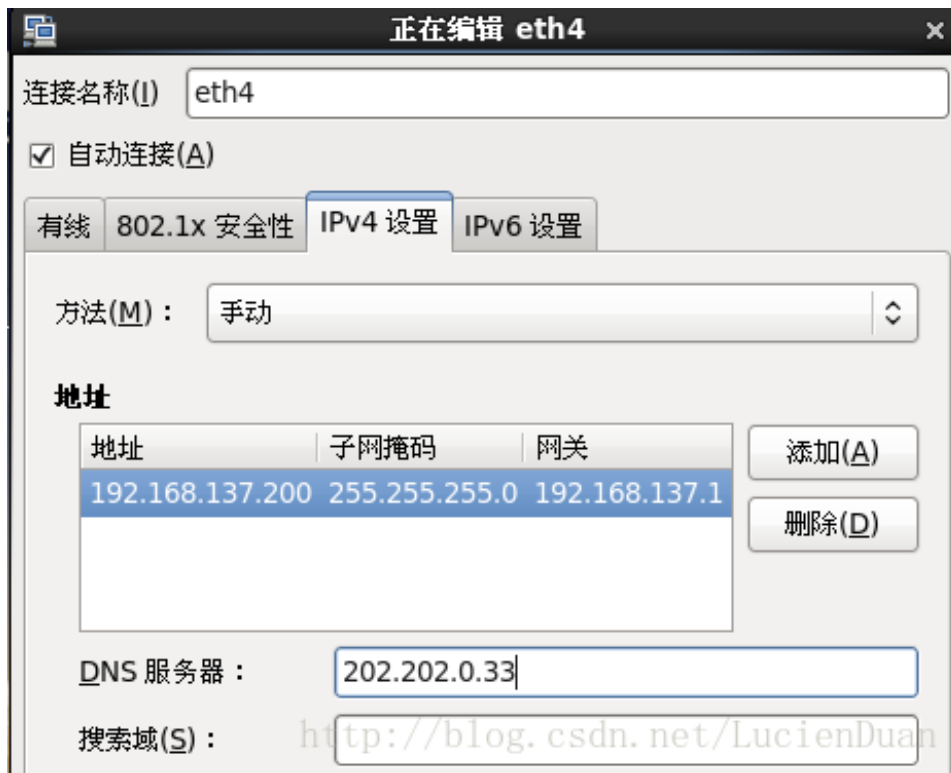 正在编辑 eth4
连接名称(I) eth4
自动连接(A)
有线 802.1x 安全性 IPv4 设置 IPv6 设置
方法(M)： 手动
地址
地址 子网掩码 网关
192.168.137.200 255.255.255.0 192.168.137.1
添加(A)
删除(D)
DNS 服务器： 202.202.0.33
搜索域(S)：
http://blog.csdn.net/LucienDuan